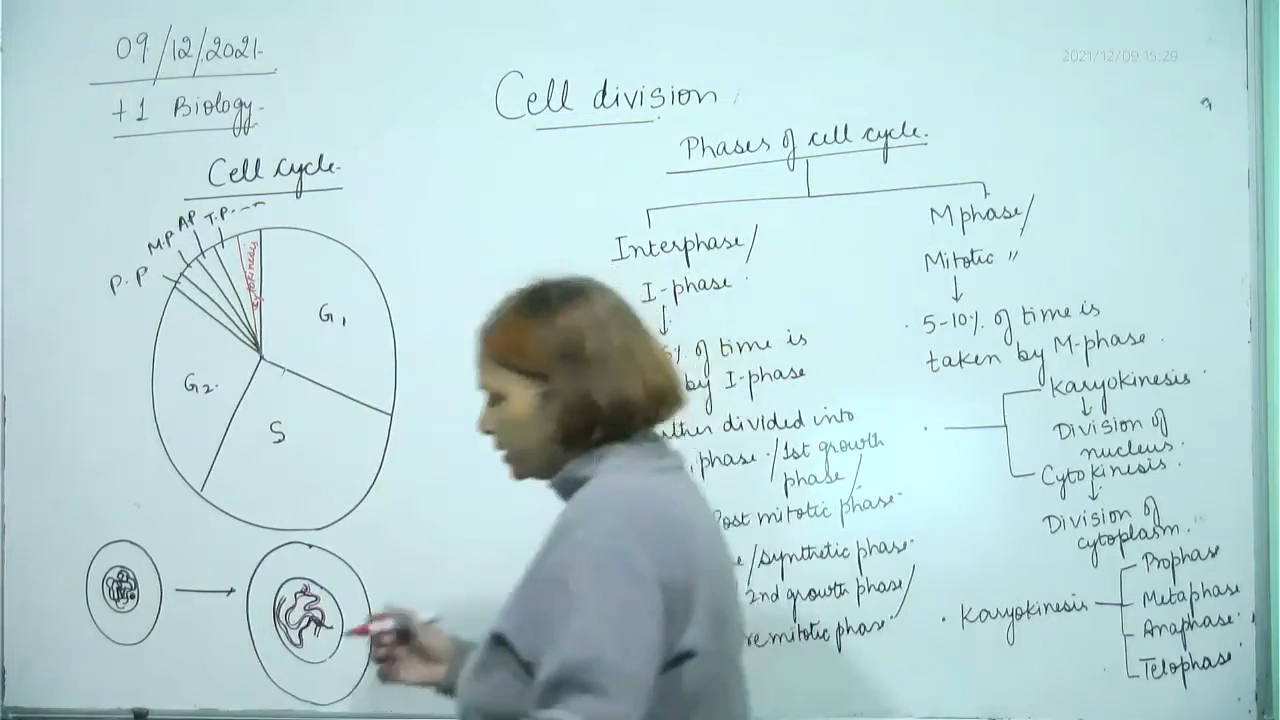 09/12/2021
+1 Biology
Cell cycle
P.P
M.P
AP
T.P
Cytokinesis
G1
G2
S
2021/12/09 15:29
Cell division
Phases of cell cycle.
Interphase/
I-phase
% of time is
by I-phase
divided into
phase /1st growth
phase/
Post mitotic phase
/synthetic phase
2nd growth phase/
mitotic phase
M phase/
Mitotic "
5-10% of time is
taken by M-phase.
Karyokinesis
Division of
nucleus.
Cytokinesis.
Division of
cytoplasm.
Karyokinesis
Prophase
Metaphase
Anaphase
Telophase